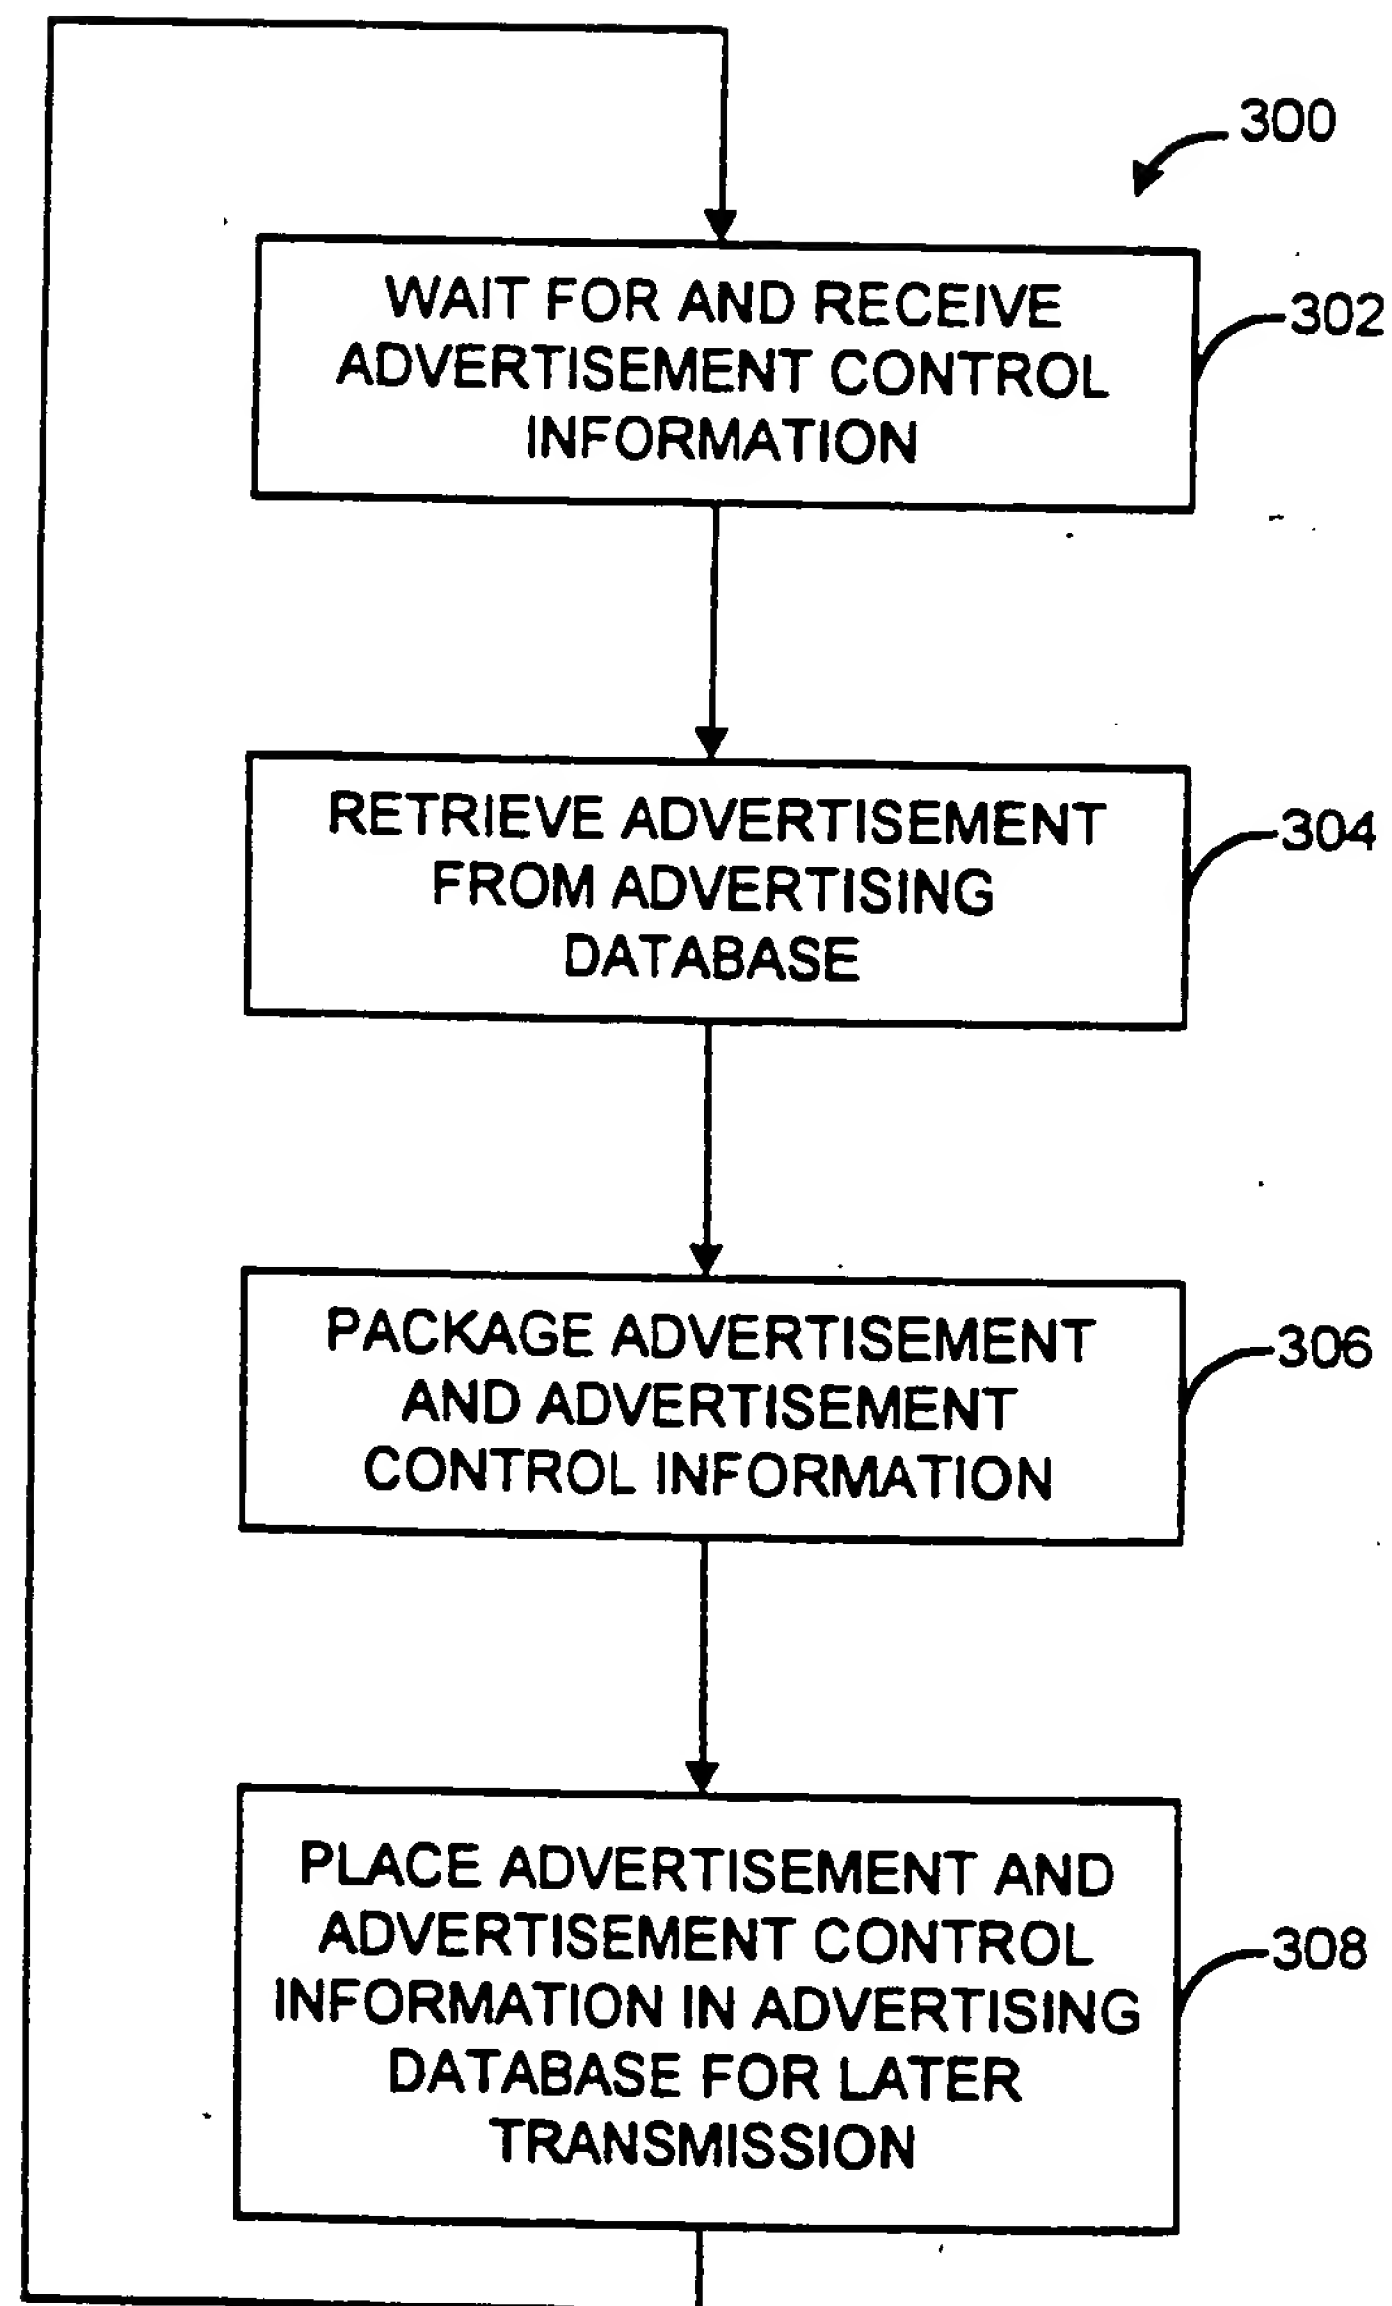 300
WAIT FOR AND RECEIVE
ADVERTISEMENT CONTROL
INFORMATION
302
RETRIEVE ADVERTISEMENT
FROM ADVERTISING
DATABASE
304
PACKAGE ADVERTISEMENT
AND ADVERTISEMENT
CONTROL INFORMATION
306
PLACE ADVERTISEMENT AND
ADVERTISEMENT CONTROL
INFORMATION IN ADVERTISING
DATABASE FOR LATER
TRANSMISSION
308